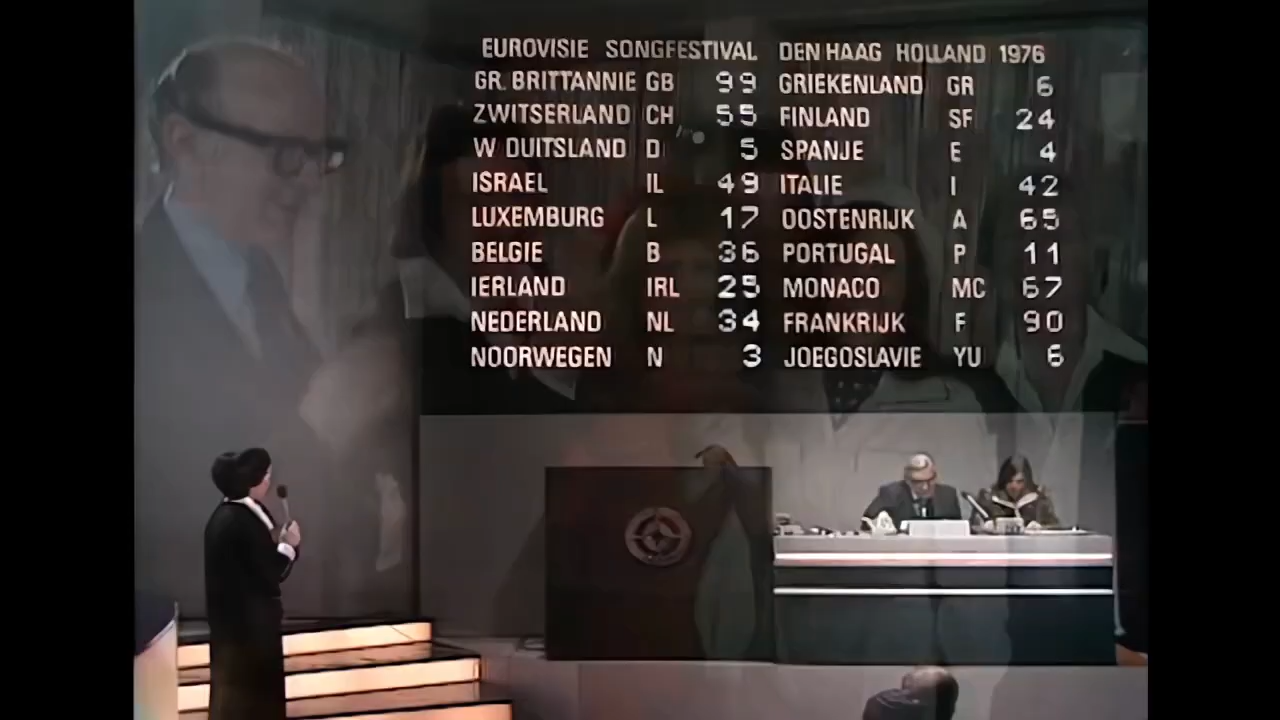 EUROVISIE SONGFESTIVAL DEN HAAG HOLLAND 1976
GR. BRITTANNIE GB 99 GRIEKENLAND GR 6
ZWITSERLAND CH 55 FINLAND SF 24
W DUITSLAND D 5 SPANJE E 4
ISRAEL IL 49 ITALIE I 42
LUXEMBURG L 17 OOSTENRIJK A 65
BELGIE B 36 PORTUGAL P 11
IERLAND IRL 25 MONACO MC 67
NEDERLAND NL 34 FRANKRIJK F 90
NOORWEGEN N 3 JOEGOSLAVIE YU 6